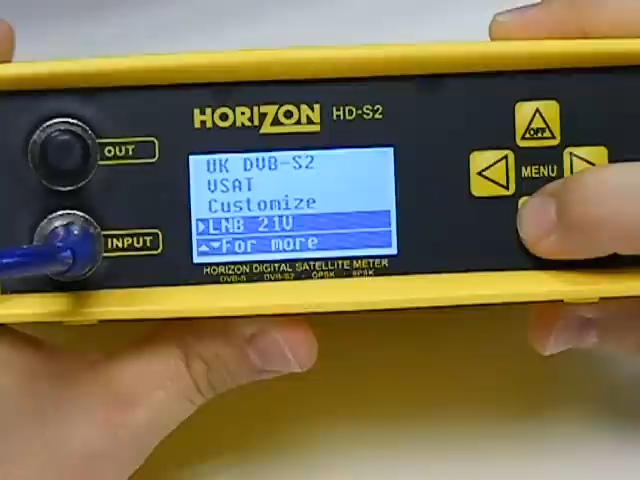 HORIZON HD-S2
OUT
INPUT
UK DVB-S2
VSAT
Customize
LNB 21V
For more
OFF
MENU
HORIZON DIGITAL SATELLITE METER
DVB-S - DVB-S2 - QPSK - 8PSK